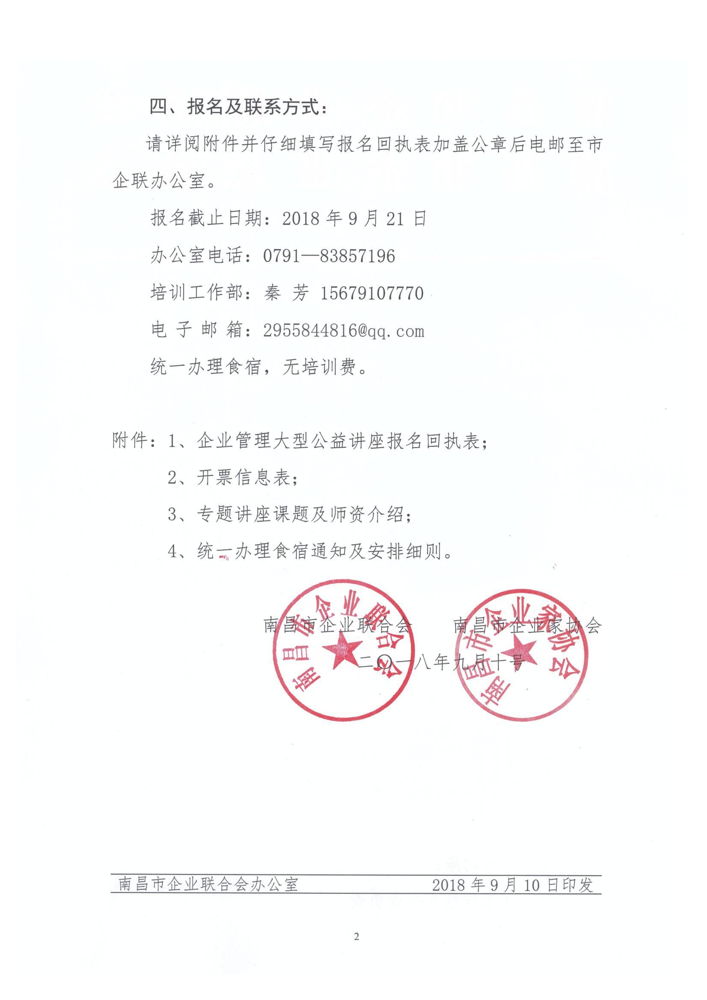 四、报名及联系方式：
请详阅附件并仔细填写报名回执表加盖公章后电邮至市
企联办公室。
报名截止日期：2018 年 9 月 21 日
办公室电话：0791—83857196
培训工作部：秦 芳 15679107770
电 子 邮 箱：2955844816@qq.com
统一办理食宿，无培训费。
附件：1、企业管理大型公益讲座报名回执表；
2、开票信息表；
3、专题讲座课题及师资介绍；
4、统一办理食宿通知及安排细则。
南昌市企业联合会 南昌市企业家协会
二〇一八年九月十号
南昌市企业联合会
南昌市企业家协会
南昌市企业联合会办公室 2018 年 9 月 10 日印发
2